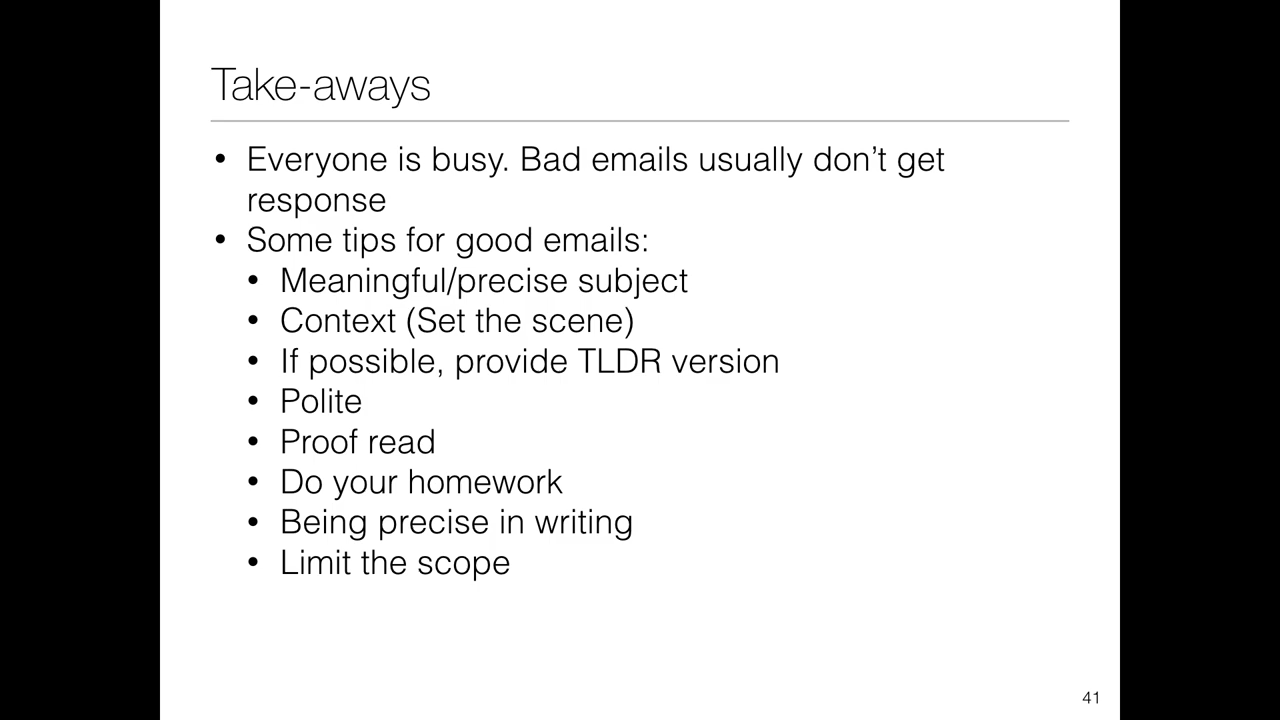 Take-aways
• Everyone is busy. Bad emails usually don’t get
response
• Some tips for good emails:
• Meaningful/precise subject
• Context (Set the scene)
• If possible, provide TLDR version
• Polite
• Proof read
• Do your homework
• Being precise in writing
• Limit the scope
41